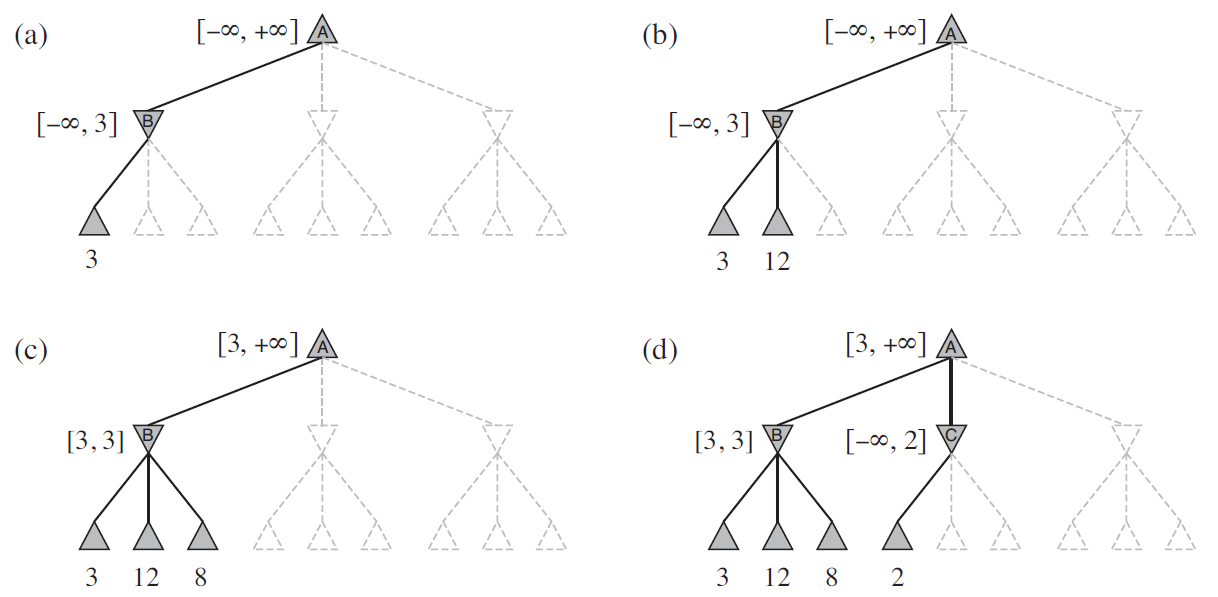 (a) [–∞, +∞] A
[–∞, 3] B
3
(b) [–∞, +∞] A
[–∞, 3] B
3 12
(c) [3, +∞] A
[3, 3] B
3 12 8
(d) [3, +∞] A
[3, 3] B [–∞, 2] C
3 12 8 2